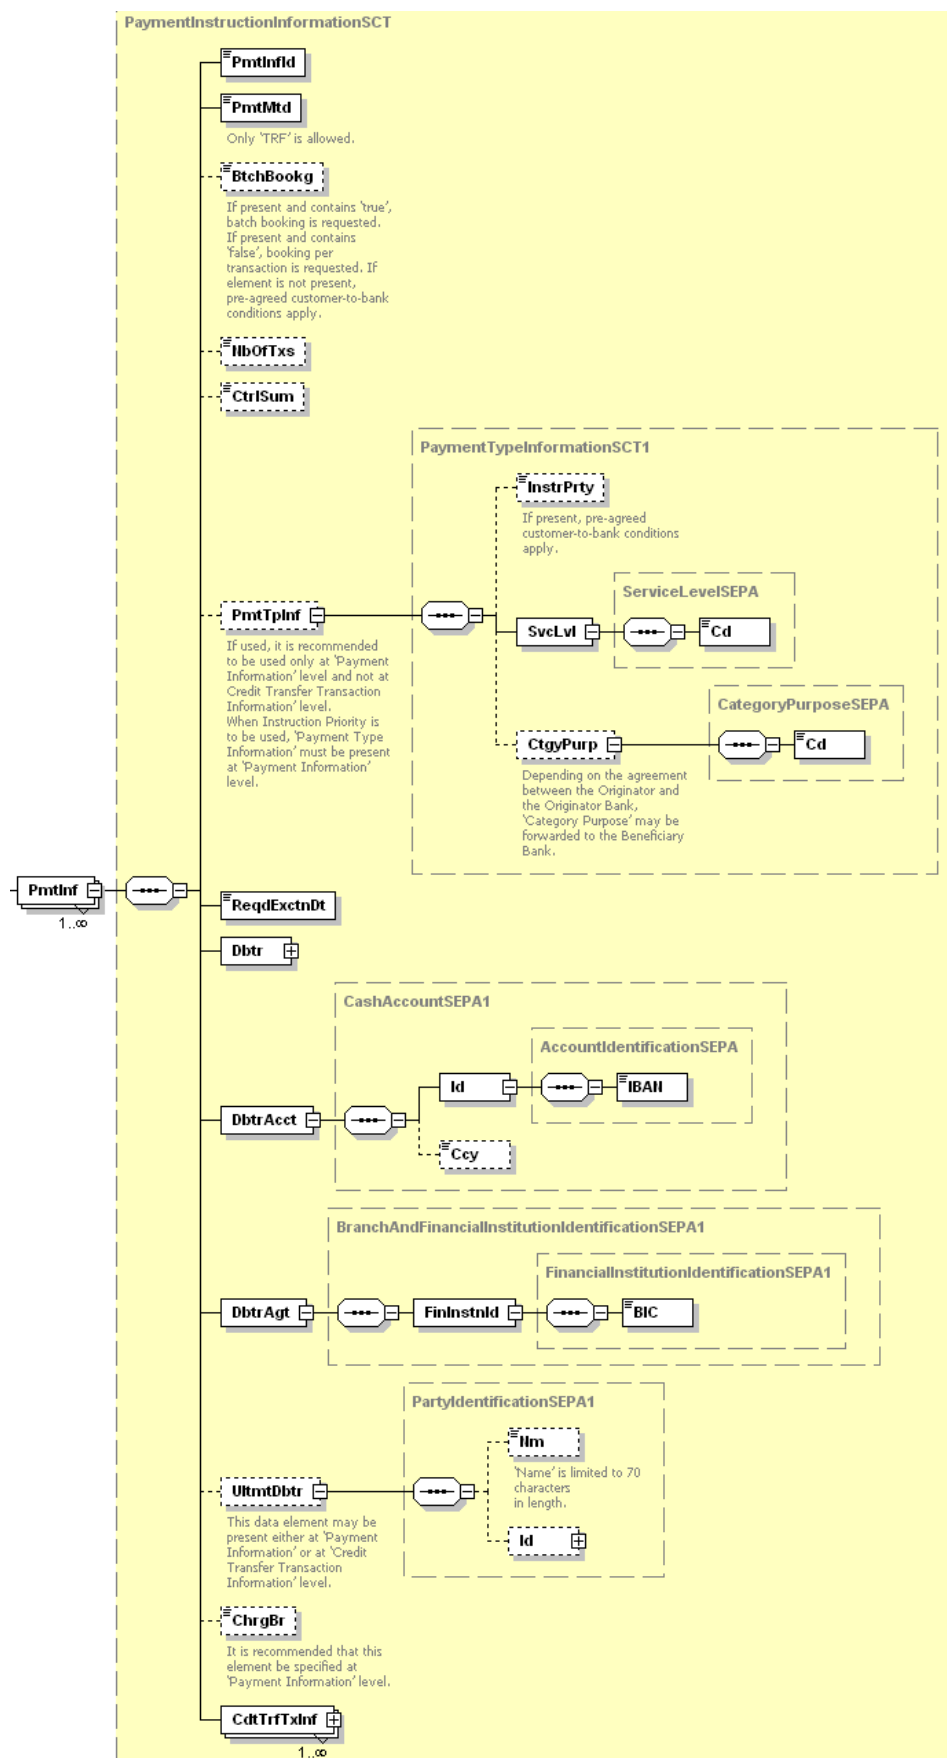 PaymentInstructionInformationSCT
PmtInfId
PmtMtd
Only 'TRF' is allowed.
BtchBookg
If present and contains 'true',
batch booking is requested.
If present and contains
'false', booking per
transaction is requested. If
element is not present,
pre-agreed customer-to-bank
conditions apply.
NbOfTxs
CtrlSum
PaymentTypeInformationSCT1
InstrPrty
If present, pre-agreed
customer-to-bank conditions
apply.
PmtTpInf
If used, it is recommended
to be used only at 'Payment
Information' level and not at
Credit Transfer Transaction
Information' level.
When Instruction Priority is
to be used, 'Payment Type
Information' must be present
at 'Payment Information'
level.
ServiceLevelSEPA
SvcLvl
Cd
CategoryPurposeSEPA
CtgyPurp
Cd
Depending on the agreement
between the Originator and
the Originator Bank,
'Category Purpose' may be
forwarded to the Beneficiary
Bank.
PmtInf
1..∞
ReqdExctnDt
Dbtr
CashAccountSEPA1
AccountIdentificationSEPA
Id
IBAN
DbtrAcct
Ccy
BranchAndFinancialInstitutionIdentificationSEPA1
FinancialInstitutionIdentificationSEPA1
DbtrAgt
FinInstnId
BIC
PartyIdentificationSEPA1
Nm
'Name' is limited to 70
characters
in length.
UltmtDbtr
This data element may be
present either at 'Payment
Information' or at 'Credit
Transfer Transaction
Information' level.
Id
ChrgBr
It is recommended that this
element be specified at
'Payment Information' level.
CdtTrfTxInf
1..∞